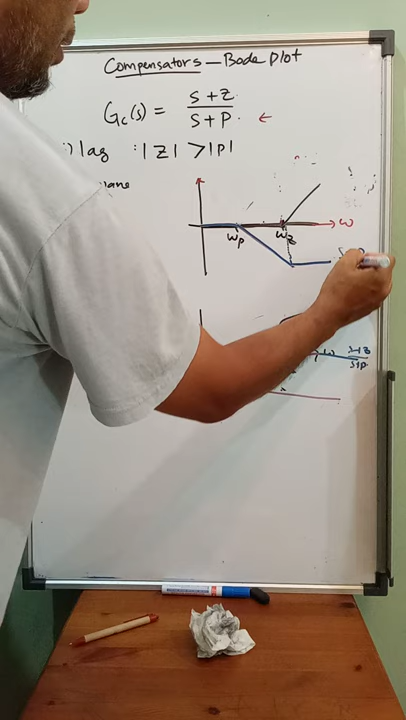 Compensators - Bode plot
Gc(s) = s+z / s+p ←
) lag : |z| > |p|
ωp ωz ω
ω s+z / s+p